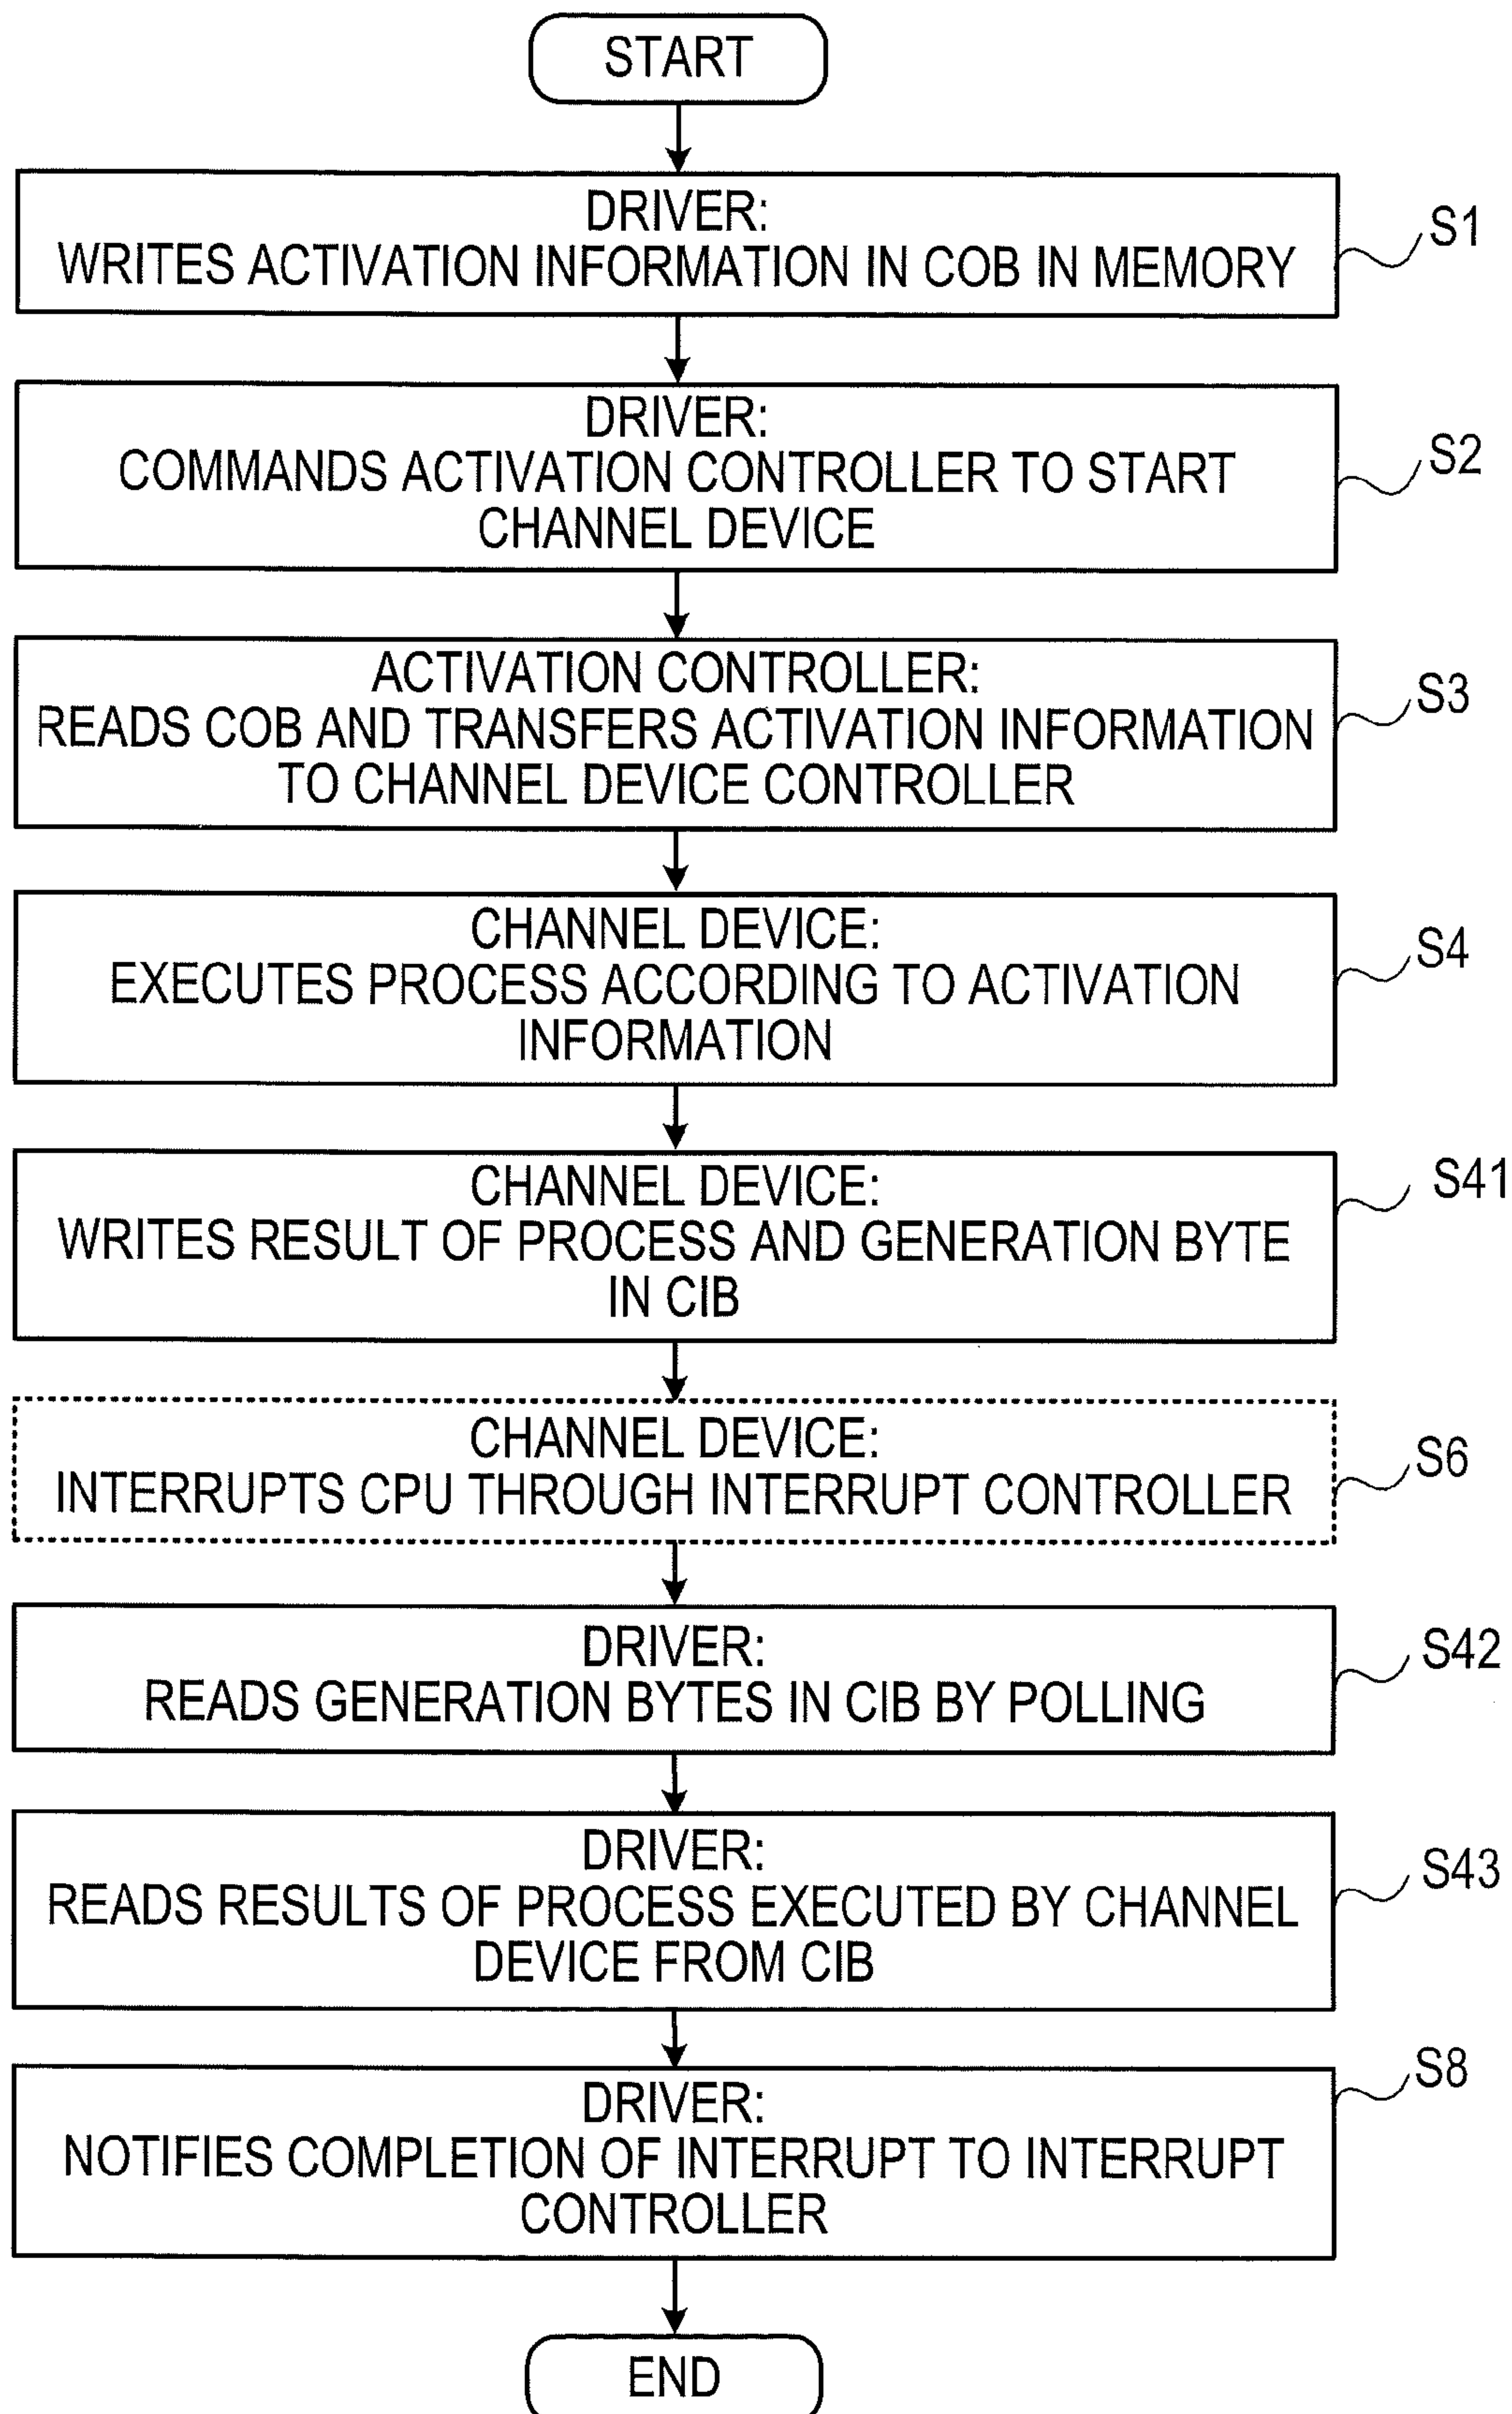 START
DRIVER:
WRITES ACTIVATION INFORMATION IN COB IN MEMORY
S1
DRIVER:
COMMANDS ACTIVATION CONTROLLER TO START
CHANNEL DEVICE
S2
ACTIVATION CONTROLLER:
READS COB AND TRANSFERS ACTIVATION INFORMATION
TO CHANNEL DEVICE CONTROLLER
S3
CHANNEL DEVICE:
EXECUTES PROCESS ACCORDING TO ACTIVATION
INFORMATION
S4
CHANNEL DEVICE:
WRITES RESULT OF PROCESS AND GENERATION BYTE
IN CIB
S41
CHANNEL DEVICE:
INTERRUPTS CPU THROUGH INTERRUPT CONTROLLER
S6
DRIVER:
READS GENERATION BYTES IN CIB BY POLLING
S42
DRIVER:
READS RESULTS OF PROCESS EXECUTED BY CHANNEL
DEVICE FROM CIB
S43
DRIVER:
NOTIFIES COMPLETION OF INTERRUPT TO INTERRUPT
CONTROLLER
S8
END